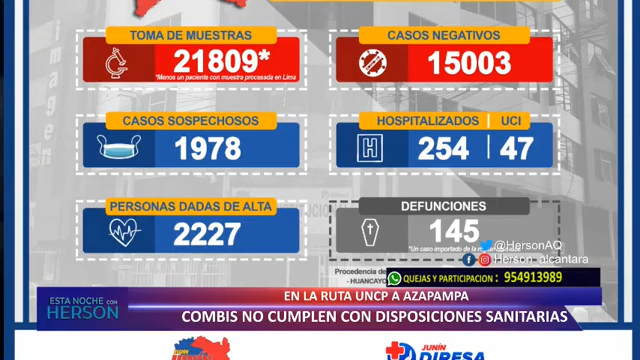 TOMA DE MUESTRAS
21809*
*Menos un paciente con muestra procesada en Lima
CASOS NEGATIVOS
15003
CASOS SOSPECHOSOS
1978
HOSPITALIZADOS UCI
254 47
PERSONAS DADAS DE ALTA
2227
DEFUNCIONES
145
*Un caso importado de la
@HersonAQ
Herson_alcantara
Procedencia de
- HUANCAYO
QUEJAS Y PARTICIPACION : 954913989
EN LA RUTA UNCP A AZAPAMPA
ESTA NOCHE CON
HERSON
COMBIS NO CUMPLEN CON DISPOSICIONES SANITARIAS
JUNÍN
DIRESA